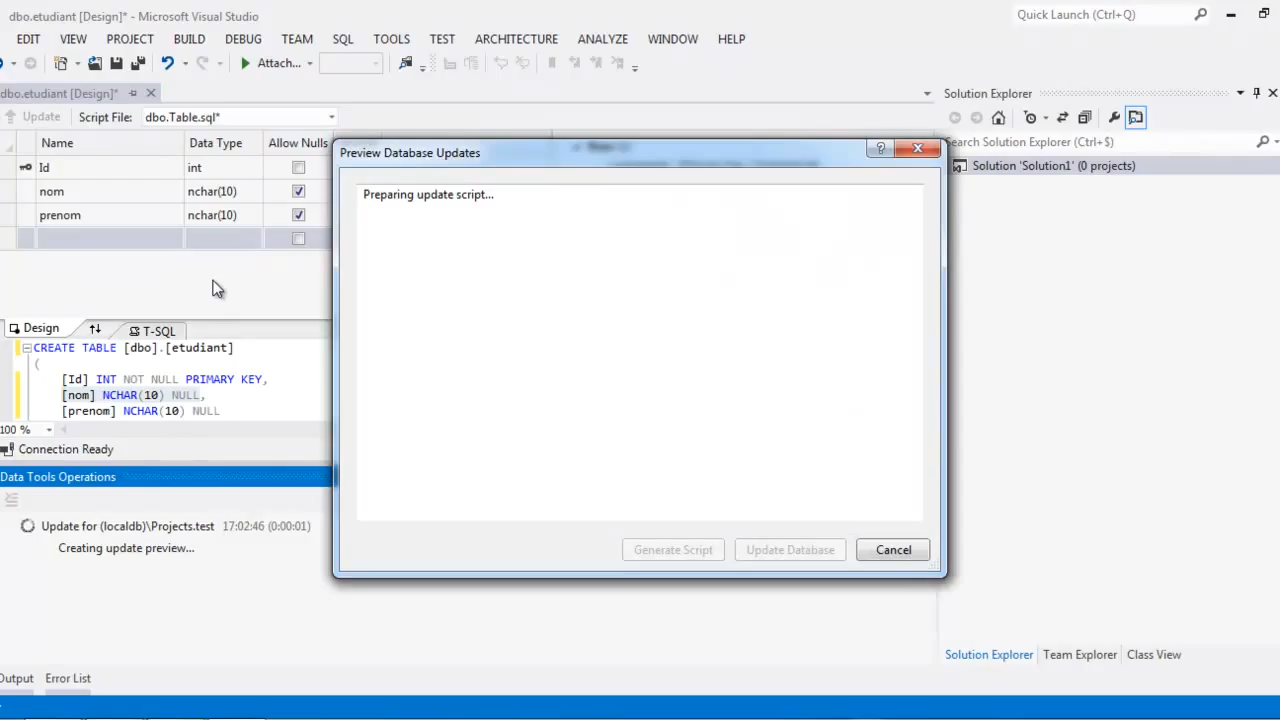 dbo.etudiant [Design]* - Microsoft Visual Studio
Quick Launch (Ctrl+Q)
EDIT VIEW PROJECT BUILD DEBUG TEAM SQL TOOLS TEST ARCHITECTURE ANALYZE WINDOW HELP
Attach...
dbo.etudiant [Design]*
Solution Explorer
Update Script File: dbo.Table.sql*
Search Solution Explorer (Ctrl+$)
Solution 'Solution1' (0 projects)
Name Data Type Allow Nulls
Id int
nom nchar(10)
prenom nchar(10)
Design T-SQL
CREATE TABLE [dbo].[etudiant]
(
[Id] INT NOT NULL PRIMARY KEY,
[nom] NCHAR(10) NULL,
[prenom] NCHAR(10) NULL
100 %
Connection Ready
Data Tools Operations
Update for (localdb)\Projects.test 17:02:46 (0:00:01)
Creating update preview...
Preview Database Updates
?
Preparing update script...
Generate Script Update Database Cancel
Solution Explorer Team Explorer Class View
Output Error List